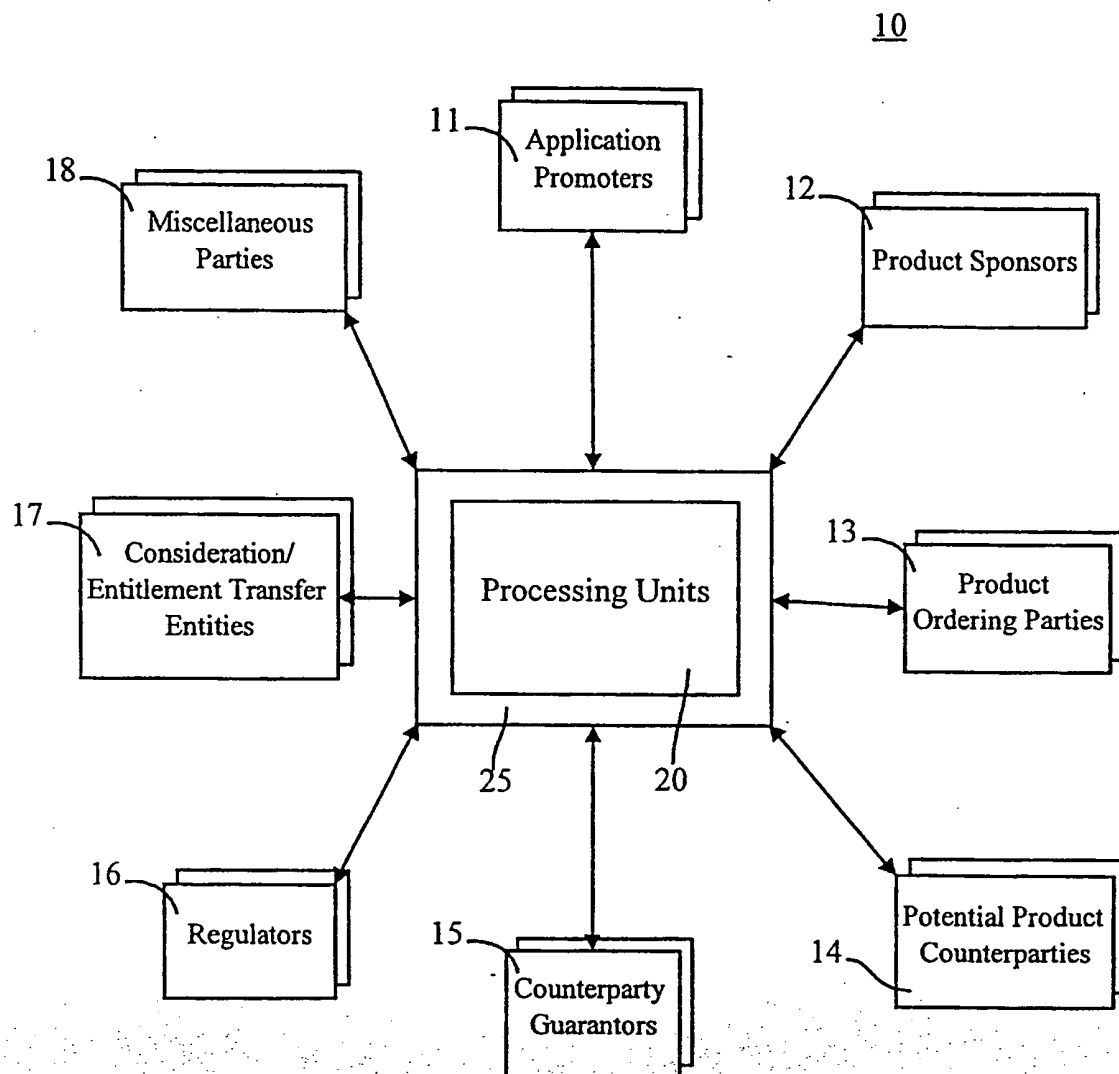 10
11
Application
Promoters
18
Miscellaneous
Parties
12
Product Sponsors
17
Consideration/
Entitlement Transfer
Entities
Processing Units
13
Product
Ordering Parties
25
20
16
Regulators
15
Counterparty
Guarantors
14
Potential Product
Counterparties